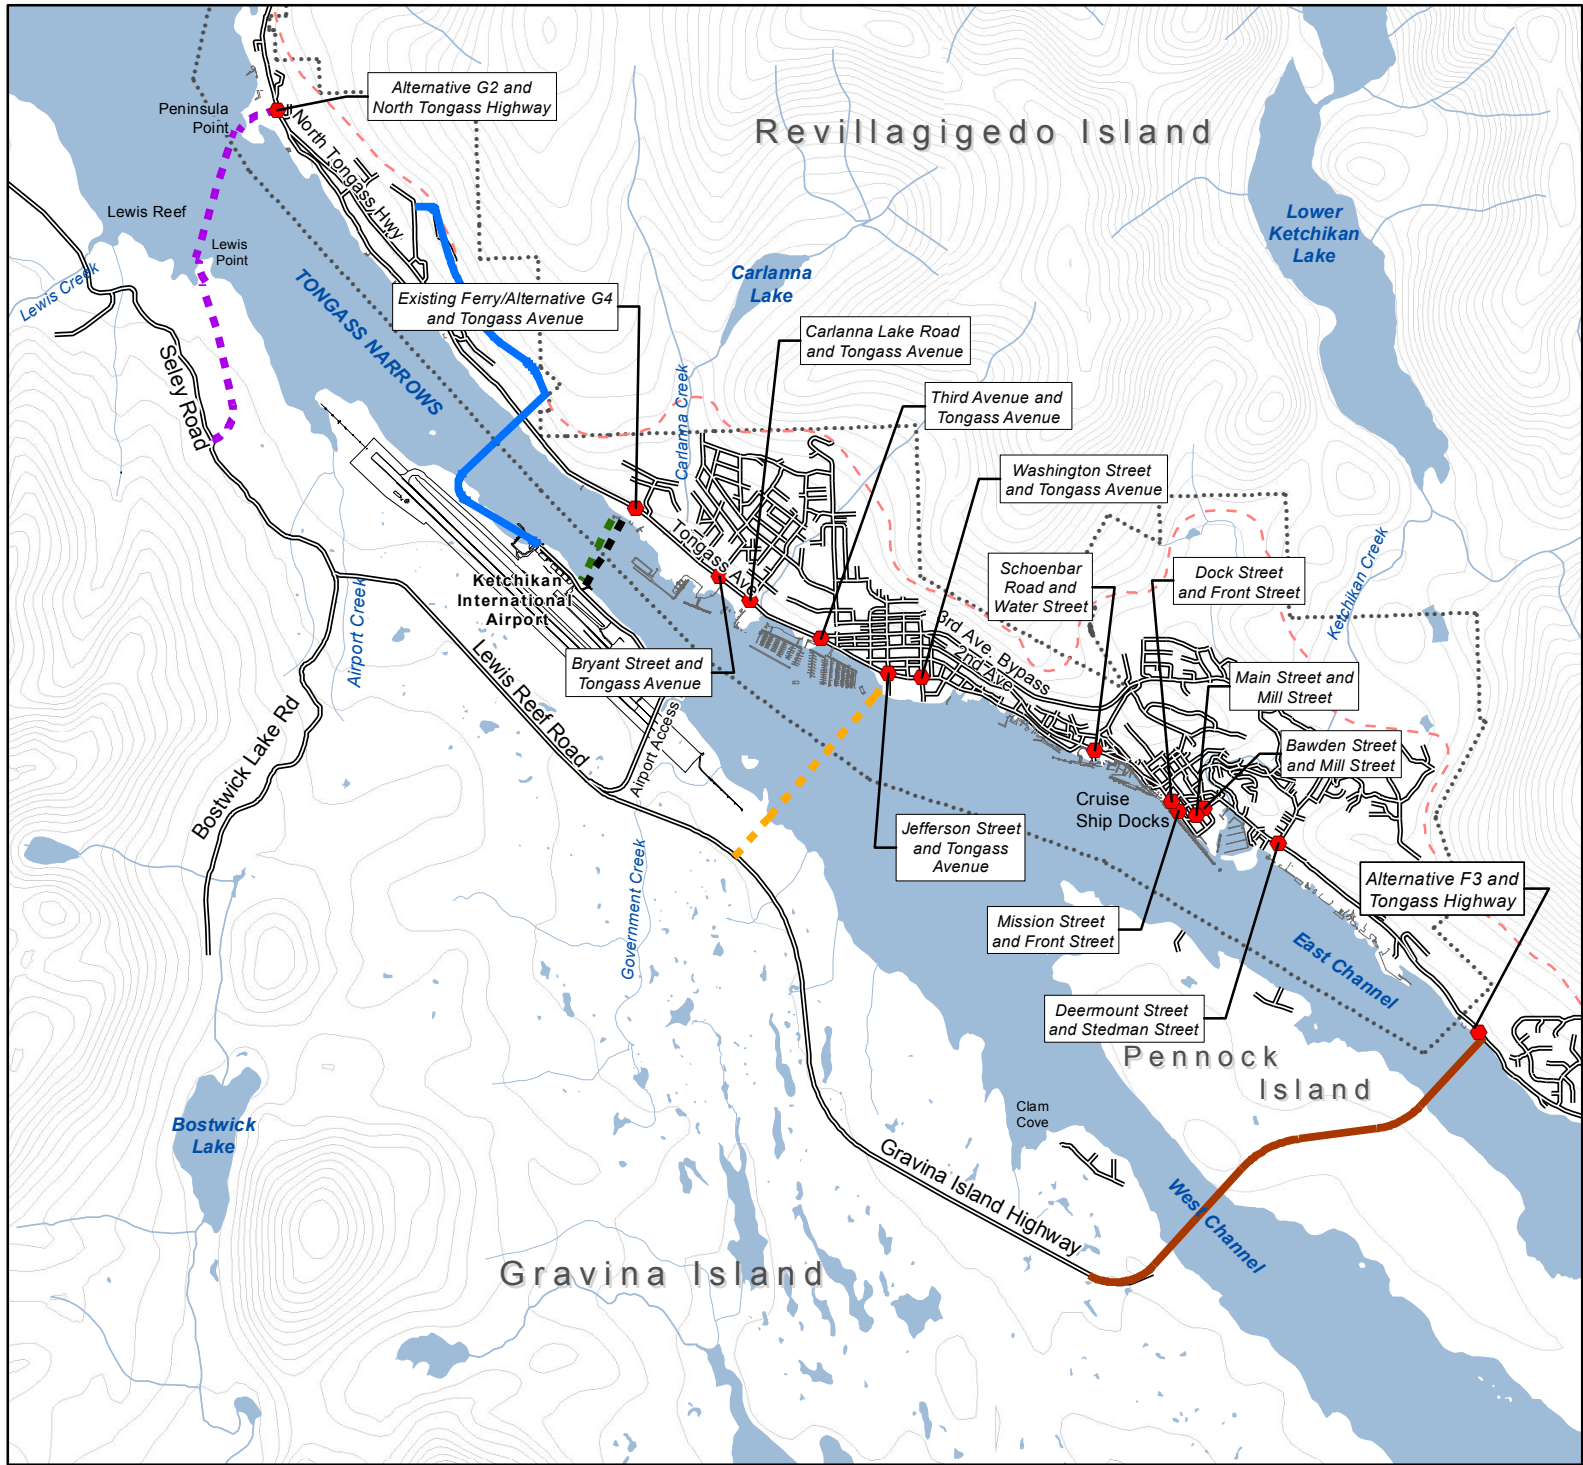 Alternative G2 and
North Tongass Highway
Peninsula
Point
Revillagigedo Island
North Tongass Hwy
Lewis Reef
Lewis
Point
Lewis Creek
TONGASS NARROWS
Lower
Ketchikan
Lake
Carlanna
Lake
Existing Ferry/Alternative G4
and Tongass Avenue
Carlanna Lake Road
and Tongass Avenue
Seley Road
Carlanna Creek
Third Avenue and
Tongass Avenue
Washington Street
and Tongass Avenue
Tongass Ave
Schoenbar
Road and
Water Street
Dock Street
and Front Street
Ketchikan Creek
Ketchikan
International
Airport
Airport Creek
3rd Ave. Bypass
2nd Ave
Bryant Street and
Tongass Avenue
Lewis Reef Road
Main Street and
Mill Street
Bostwick Lake Rd
Airport Access
Bawden Street
and Mill Street
Cruise
Ship Docks
Jefferson Street
and Tongass
Avenue
Government Creek
Alternative F3 and
Tongass Highway
Mission Street
and Front Street
East Channel
Deermount Street
and Stedman Street
Pennock
Island
Clam
Cove
Bostwick
Lake
Gravina Island Highway
West Channel
Gravina Island